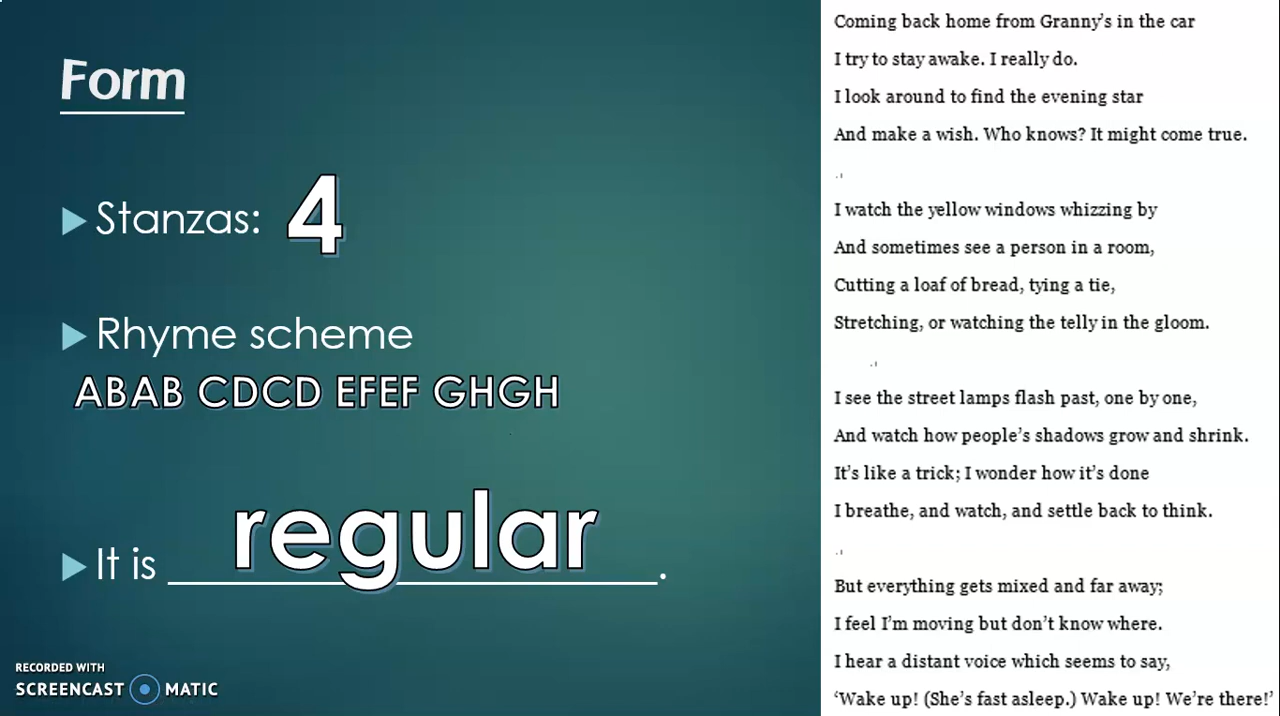 Form
Stanzas: 4
Rhyme scheme
ABAB CDCD EFEF GHGH
It is regular.
RECORDED WITH
SCREENCAST MATIC
Coming back home from Granny's in the car
I try to stay awake. I really do.
I look around to find the evening star
And make a wish. Who knows? It might come true.
I watch the yellow windows whizzing by
And sometimes see a person in a room,
Cutting a loaf of bread, tying a tie,
Stretching, or watching the telly in the gloom.
I see the street lamps flash past, one by one,
And watch how people's shadows grow and shrink.
It's like a trick; I wonder how it's done
I breathe, and watch, and settle back to think.
But everything gets mixed and far away;
I feel I'm moving but don't know where.
I hear a distant voice which seems to say,
‘Wake up! (She's fast asleep.) Wake up! We're there!’